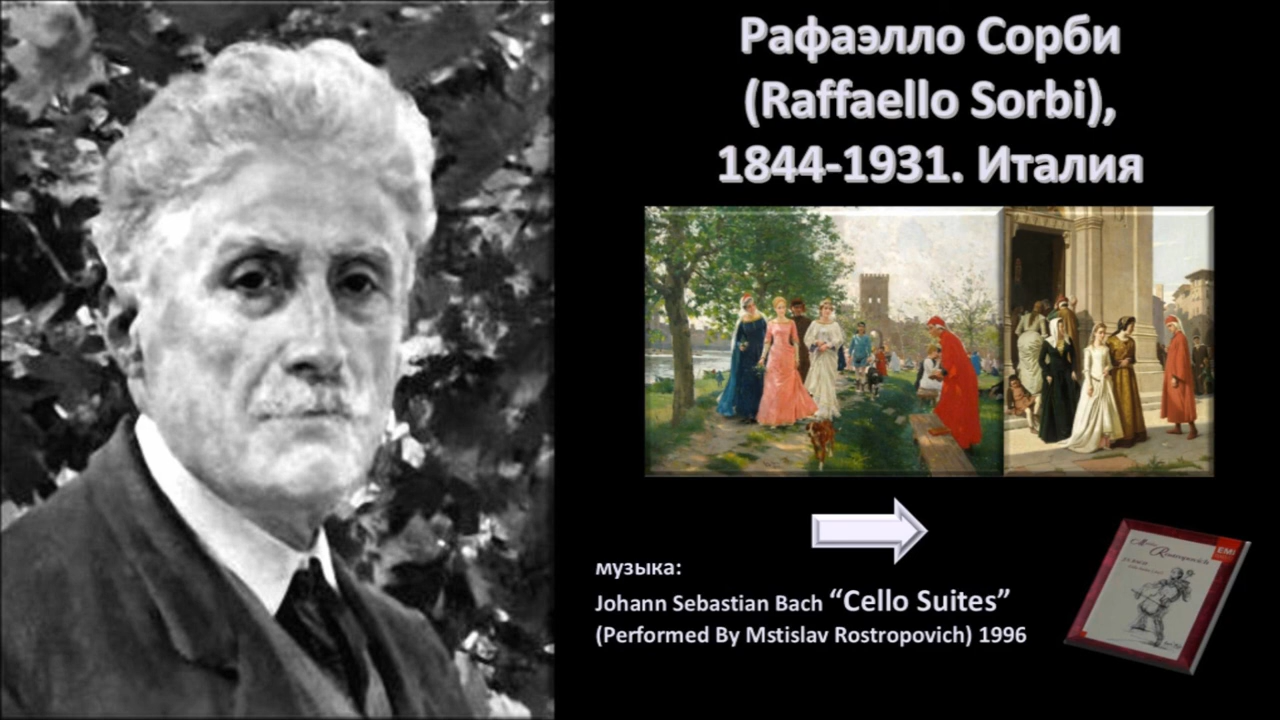 Рафаэлло Сорби
(Raffaello Sorbi),
1844-1931. Италия
музыка:
Johann Sebastian Bach “Cello Suites”
(Performed By Mstislav Rostropovich) 1996
EMI
Rostropovich